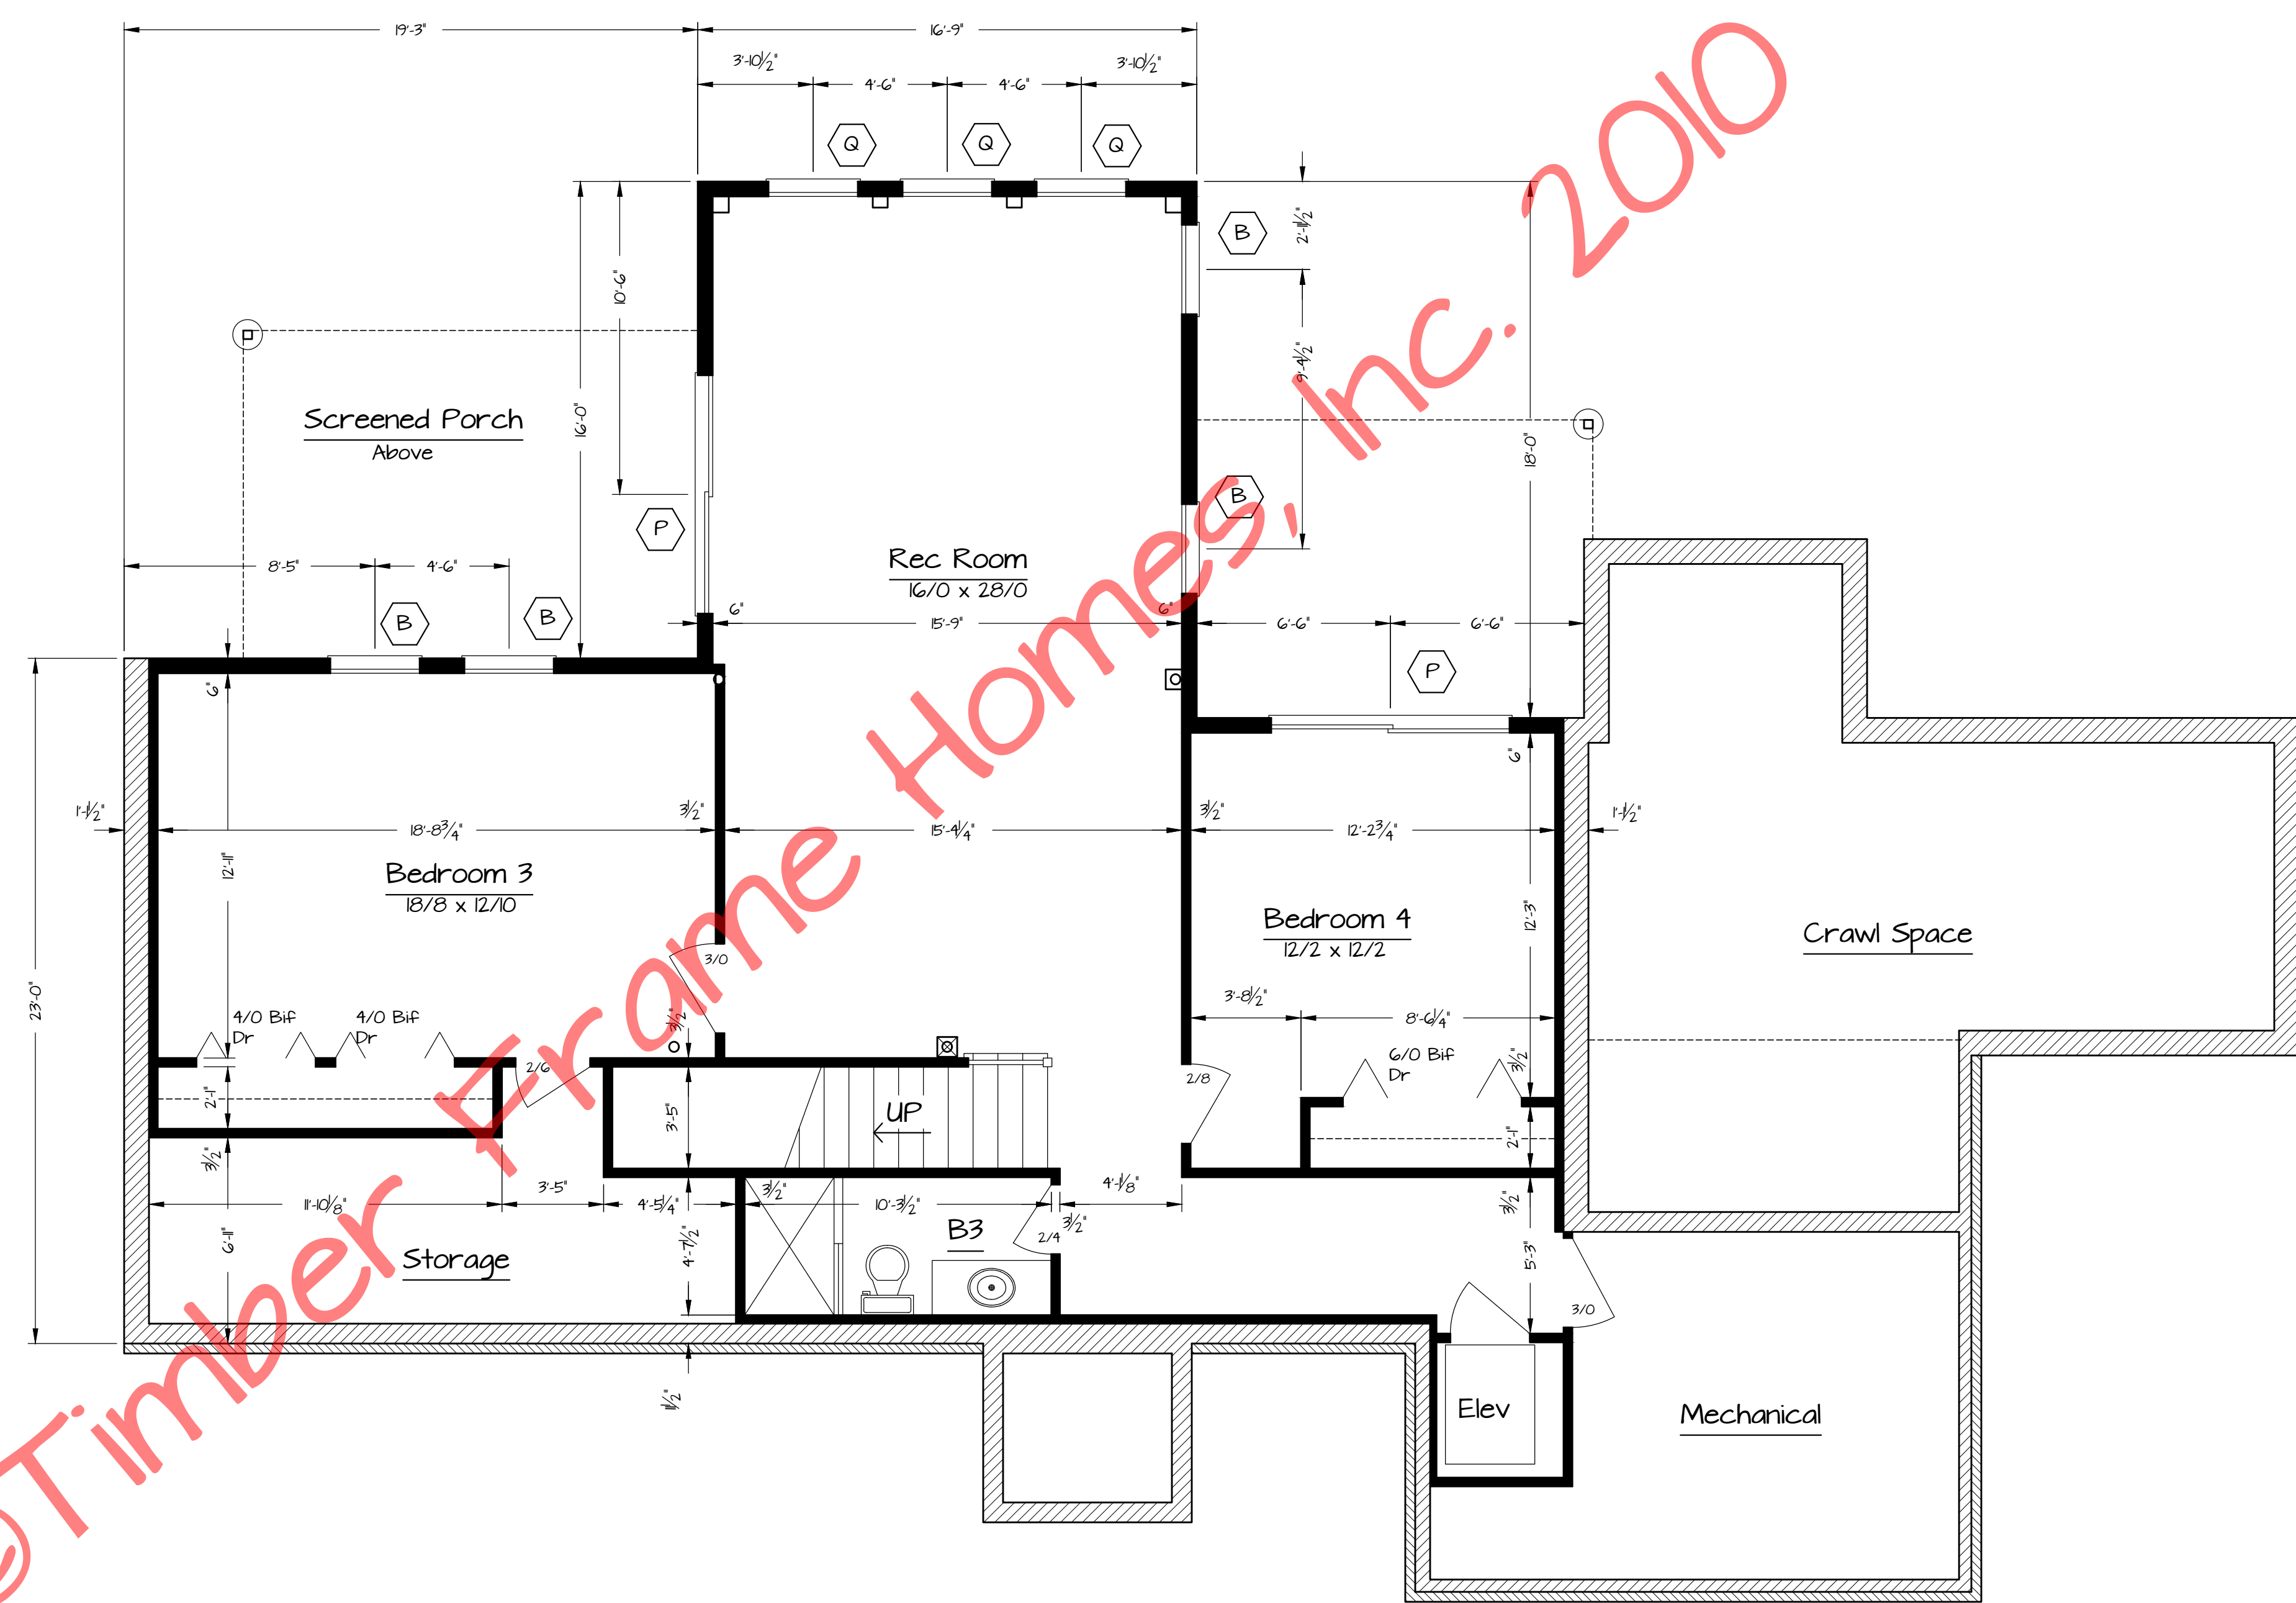 19'-3" 16'-9"
3'-10½" 4'-6" 4'-6" 3'-10½"
Q Q Q
B
2'-11½"
10'-6"
9'-4½"
16'-0"
18'-0"
Screened Porch
Above
P
B
Rec Room
16/0 x 28/0
8'-5" 4'-6"
B B
6" 15'-9" 6" 6'-6" 6'-6"
P
6" 6"
1'-1½" 18'-8¾" 3½" 15'-4¼" 3½" 12'-2¾" 1'-1½"
12'-11"
Bedroom 3
18/8 x 12/10
Bedroom 4
12/2 x 12/2
12'-3"
Crawl Space
3/0
23'-0"
4/0 Bif
Dr
4/0 Bif
Dr
3½"
3'-8½" 8'-6¼"
6/0 Bif
Dr
3½"
2/6
2/8
2'-1"
3'-5"
UP
2'-1"
3½"
11'-10⅛" 3'-5" 4'-5¼" 3½" 10'-3½" 3½" 4'-1⅛"
3½"
6'-11"
4'-7½"
B3
2/4
5'-3"
Storage
3/0
1½"
Elev
Mechanical
©Timber Frame Homes, Inc. 2010